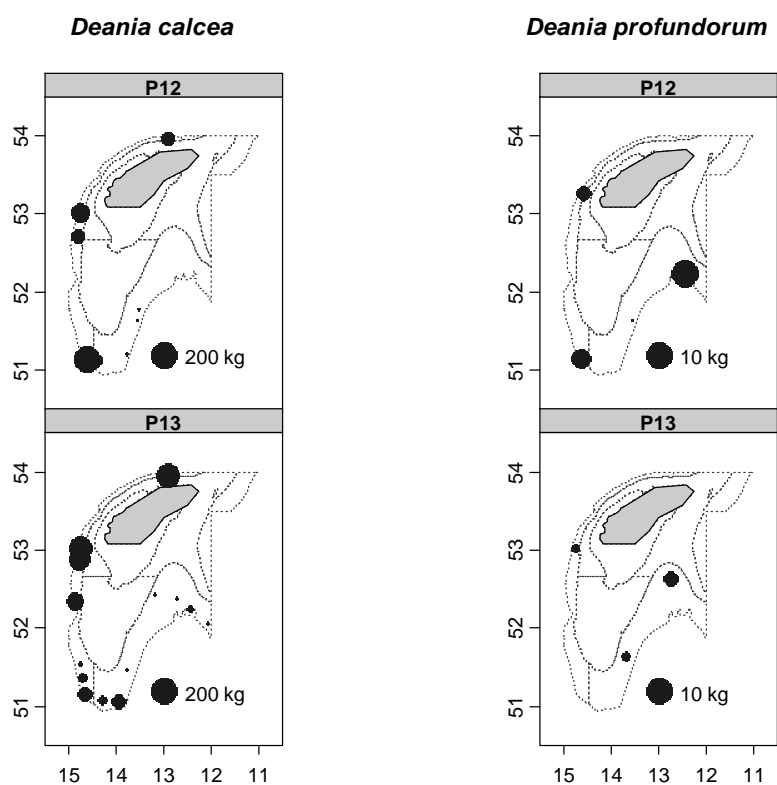 Deania calcea Deania profundorum
P12 P12
54 54
53 53
52 52
51 200 kg 51 10 kg
P13 P13
54 54
53 53
52 52
51 200 kg 51 10 kg
15 14 13 12 11 15 14 13 12 11